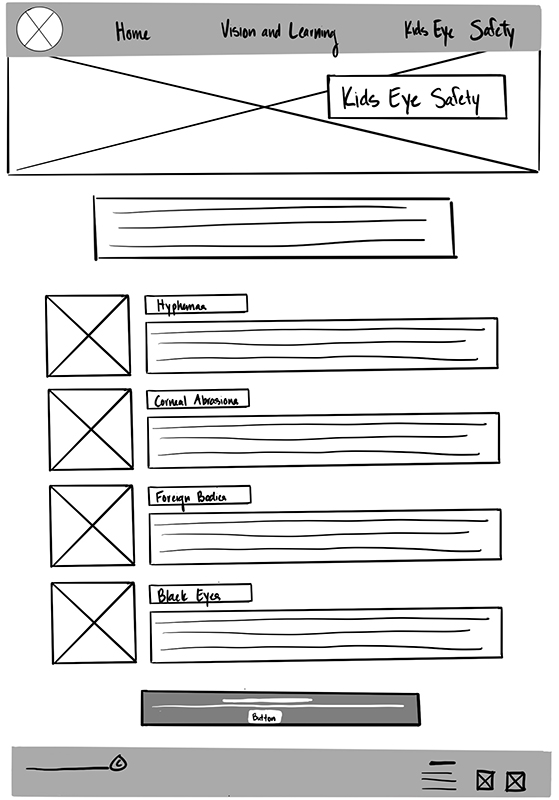 Home Vision and Learning Kids Eye Safety
Kids Eye Safety
Hyphemas
Corneal Abrasions
Foreign Bodies
Black Eyes
Button
©